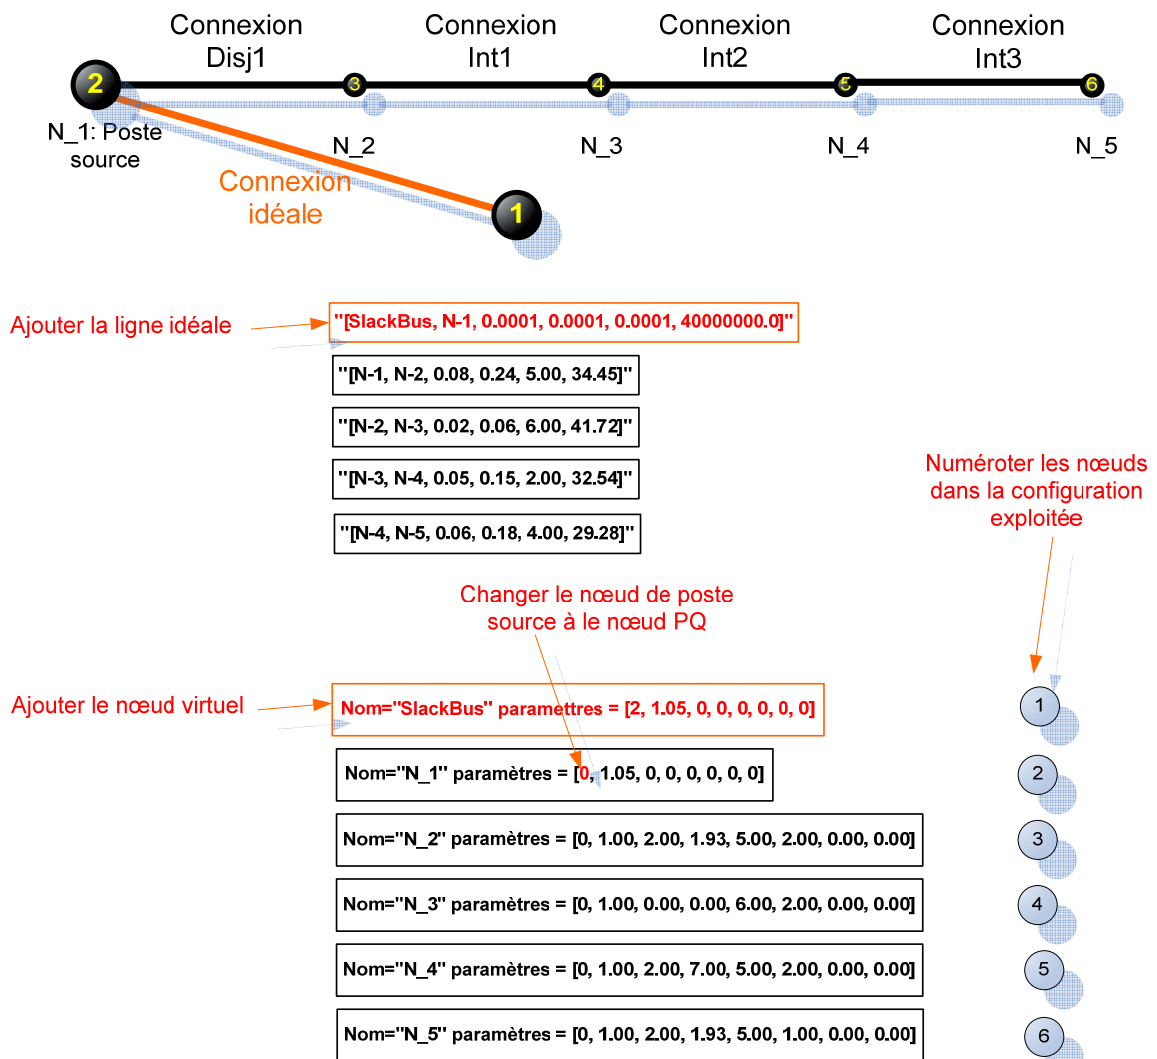 Connexion
Disj1
Connexion
Int1
Connexion
Int2
Connexion
Int3
2
3
4
5
6
N_1: Poste
source
N_2
N_3
N_4
N_5
Connexion
idéale
1
Ajouter la ligne idéale
"[SlackBus, N-1, 0.0001, 0.0001, 0.0001, 40000000.0]"
"[N-1, N-2, 0.08, 0.24, 5.00, 34.45]"
"[N-2, N-3, 0.02, 0.06, 6.00, 41.72]"
"[N-3, N-4, 0.05, 0.15, 2.00, 32.54]"
"[N-4, N-5, 0.06, 0.18, 4.00, 29.28]"
Numéroter les nœuds
dans la configuration
exploitée
Changer le nœud de poste
source à le nœud PQ
Ajouter le nœud virtuel
Nom="SlackBus" paramettres = [2, 1.05, 0, 0, 0, 0, 0, 0]
1
Nom="N_1" paramètres = [0, 1.05, 0, 0, 0, 0, 0, 0]
2
Nom="N_2" paramètres = [0, 1.00, 2.00, 1.93, 5.00, 2.00, 0.00, 0.00]
3
Nom="N_3" paramètres = [0, 1.00, 0.00, 0.00, 6.00, 2.00, 0.00, 0.00]
4
Nom="N_4" paramètres = [0, 1.00, 2.00, 7.00, 5.00, 2.00, 0.00, 0.00]
5
Nom="N_5" paramètres = [0, 1.00, 2.00, 1.93, 5.00, 1.00, 0.00, 0.00]
6